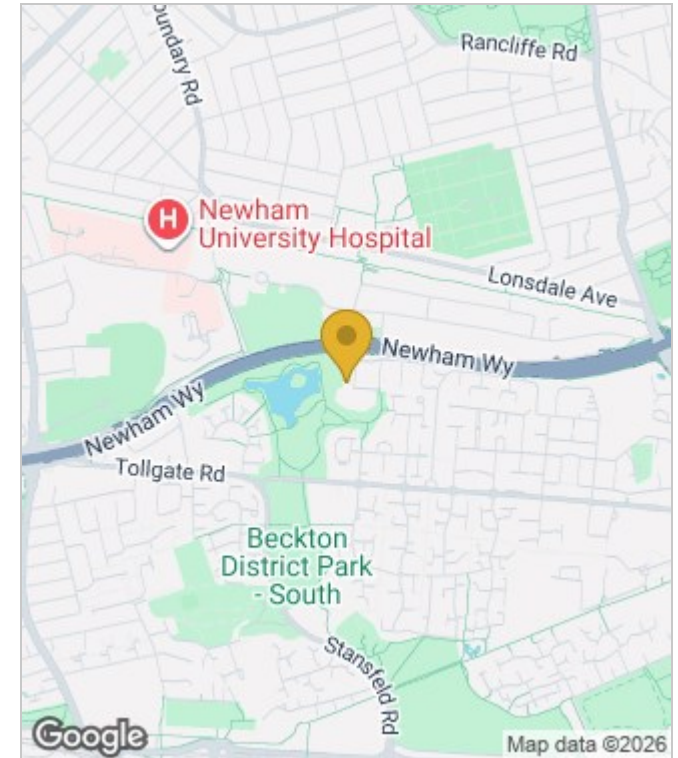 oundary Rd
Rancliffe Rd
H
Newham
University Hospital
Lonsdale Ave
Newham Wy
Newham Wy
Tollgate Rd
Beckton
District Park
- South
Stansfeld Rd
Google
Map data ©2026